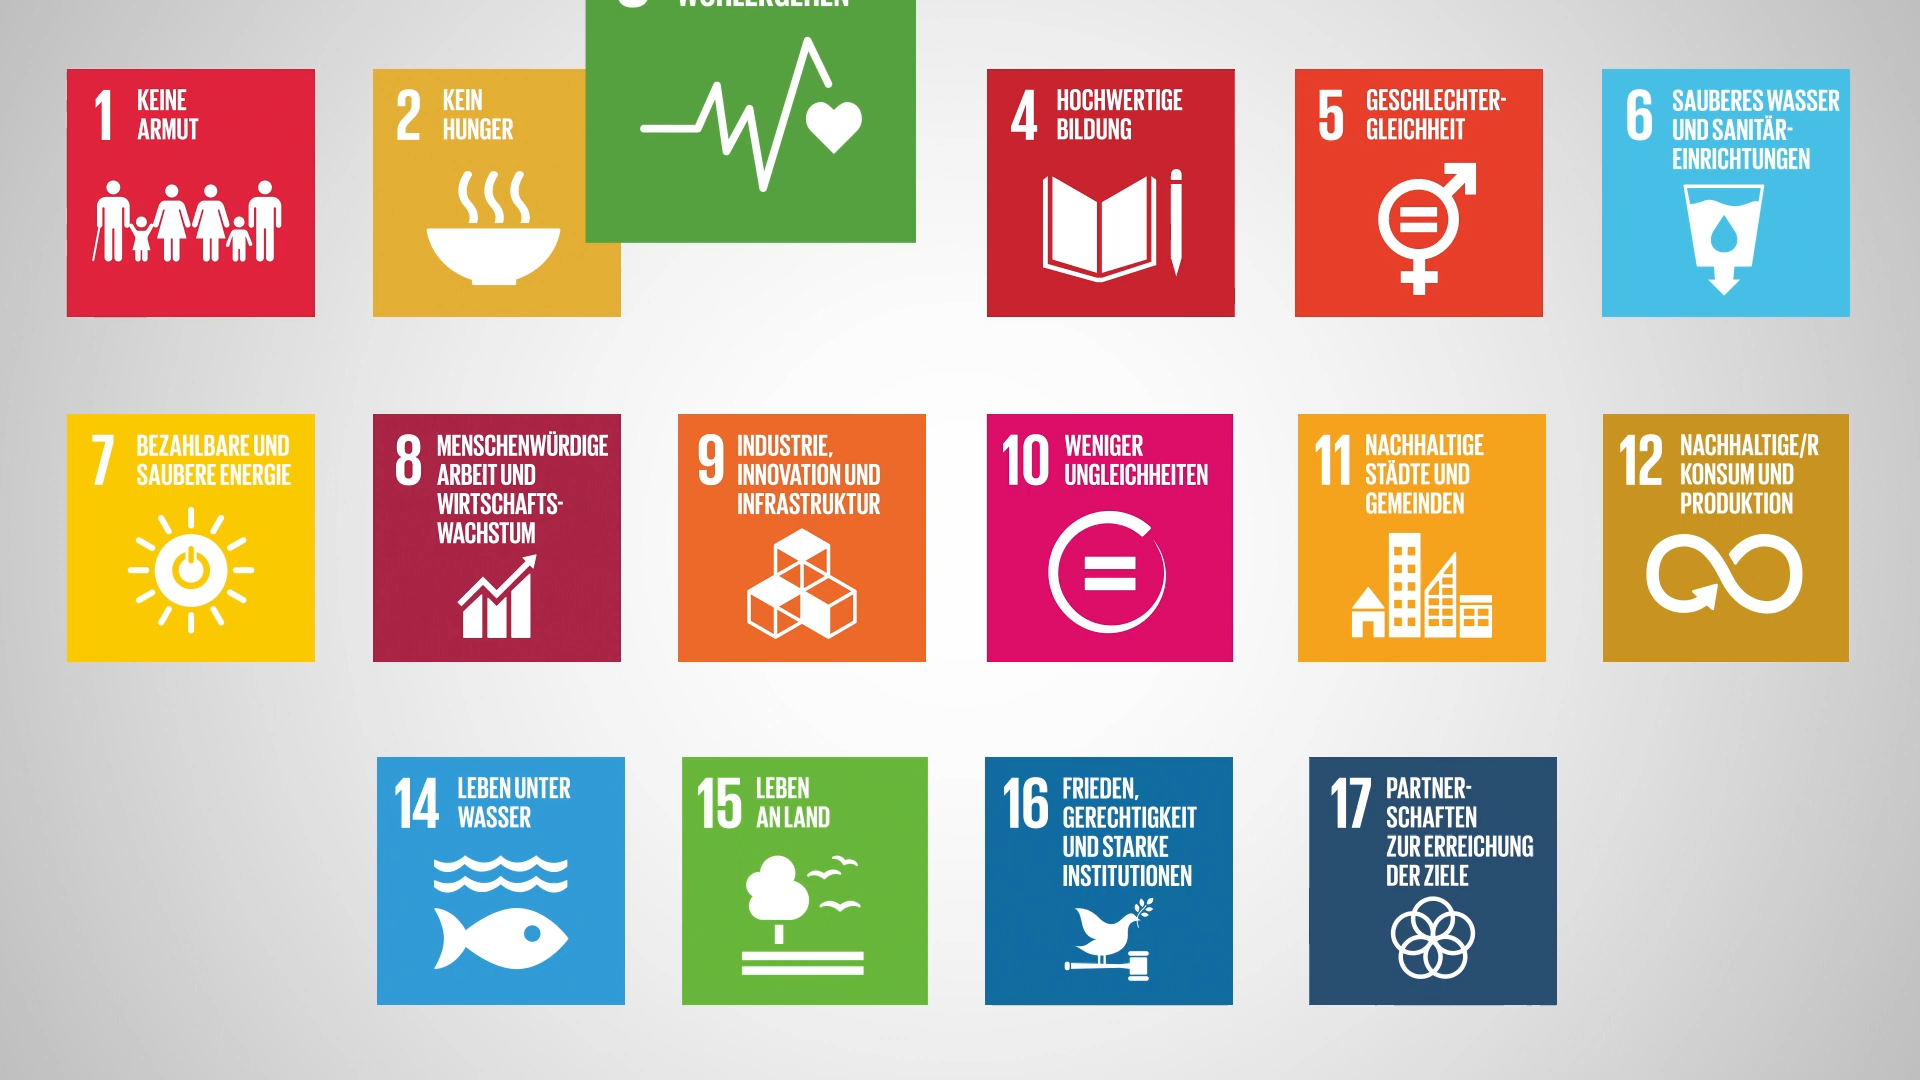 1 KEINE
ARMUT
2 KEIN
HUNGER
4 HOCHWERTIGE
BILDUNG
5 GESCHLECHTER-
GLEICHHEIT
6 SAUBERES WASSER
UND SANITÄR-
EINRICHTUNGEN
7 BEZAHLBARE UND
SAUBERE ENERGIE
8 MENSCHENWÜRDIGE
ARBEIT UND
WIRTSCHAFTS-
WACHSTUM
9 INDUSTRIE,
INNOVATION UND
INFRASTRUKTUR
10 WENIGER
UNGLEICHHEITEN
11 NACHHALTIGE
STÄDTE UND
GEMEINDEN
12 NACHHALTIGE/R
KONSUM UND
PRODUKTION
14 LEBEN UNTER
WASSER
15 LEBEN
AN LAND
16 FRIEDEN,
GERECHTIGKEIT
UND STARKE
INSTITUTIONEN
17 PARTNER-
SCHAFTEN
ZUR ERREICHUNG
DER ZIELE